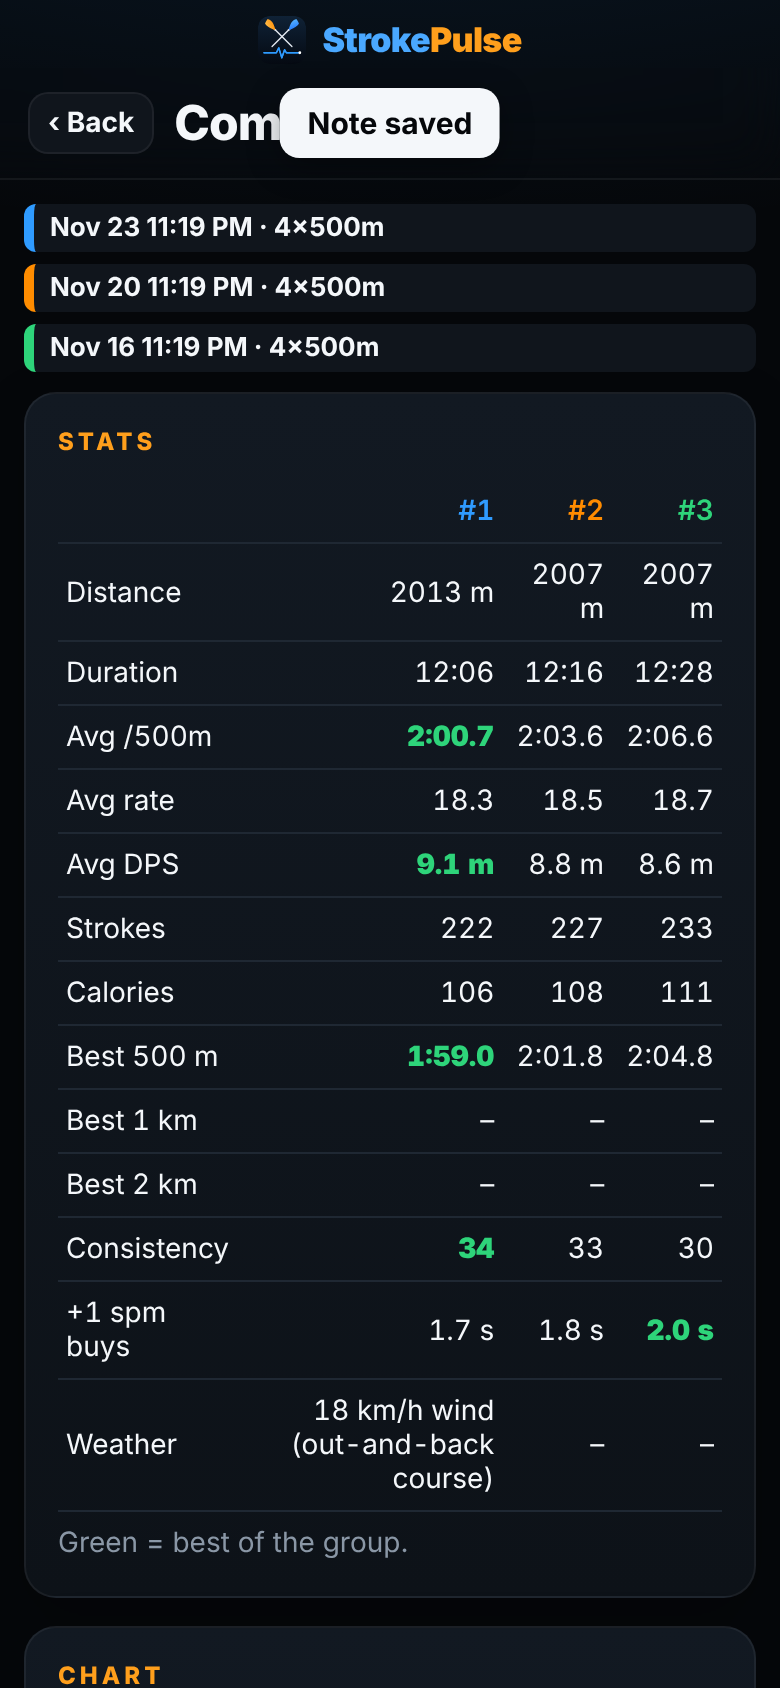 StrokePulse
‹ Back
Com
Note saved
Nov 23 11:19 PM · 4×500m
Nov 20 11:19 PM · 4×500m
Nov 16 11:19 PM · 4×500m
STATS
#1 #2 #3
Distance 2013 m 2007 m 2007 m
Duration 12:06 12:16 12:28
Avg /500m 2:00.7 2:03.6 2:06.6
Avg rate 18.3 18.5 18.7
Avg DPS 9.1 m 8.8 m 8.6 m
Strokes 222 227 233
Calories 106 108 111
Best 500 m 1:59.0 2:01.8 2:04.8
Best 1 km – – –
Best 2 km – – –
Consistency 34 33 30
+1 spm buys 1.7 s 1.8 s 2.0 s
Weather 18 km/h wind (out-and-back course) – –
Green = best of the group.
CHART